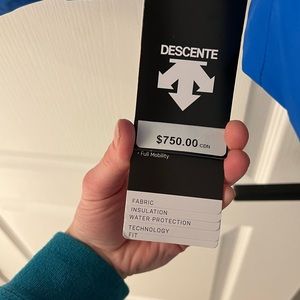 DESCENTE
$750.00 CDN
- Full Mobility
FABRIC
INSULATION
WATER PROTECTION
TECHNOLOGY
FIT